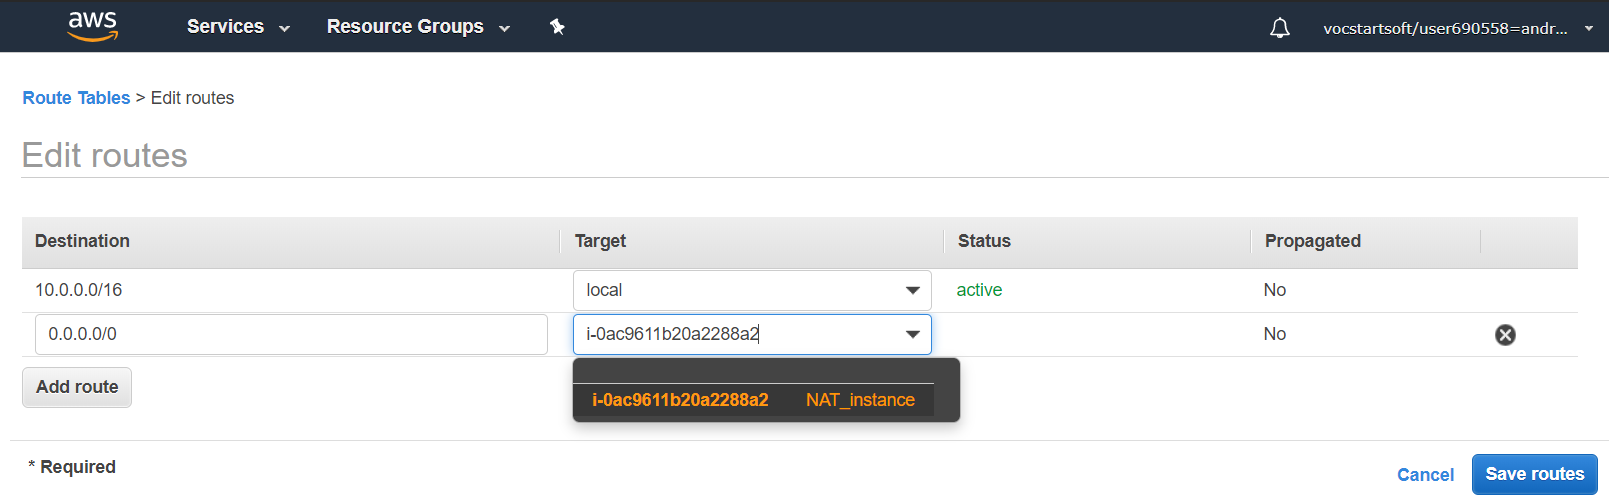 aws Services Resource Groups vocstartsoft/user690558=andr...
Route Tables > Edit routes
Edit routes
Destination Target Status Propagated
10.0.0.0/16 local active No
0.0.0.0/0 i-0ac9611b20a2288a2 No
Add route
i-0ac9611b20a2288a2 NAT_instance
* Required
Cancel Save routes